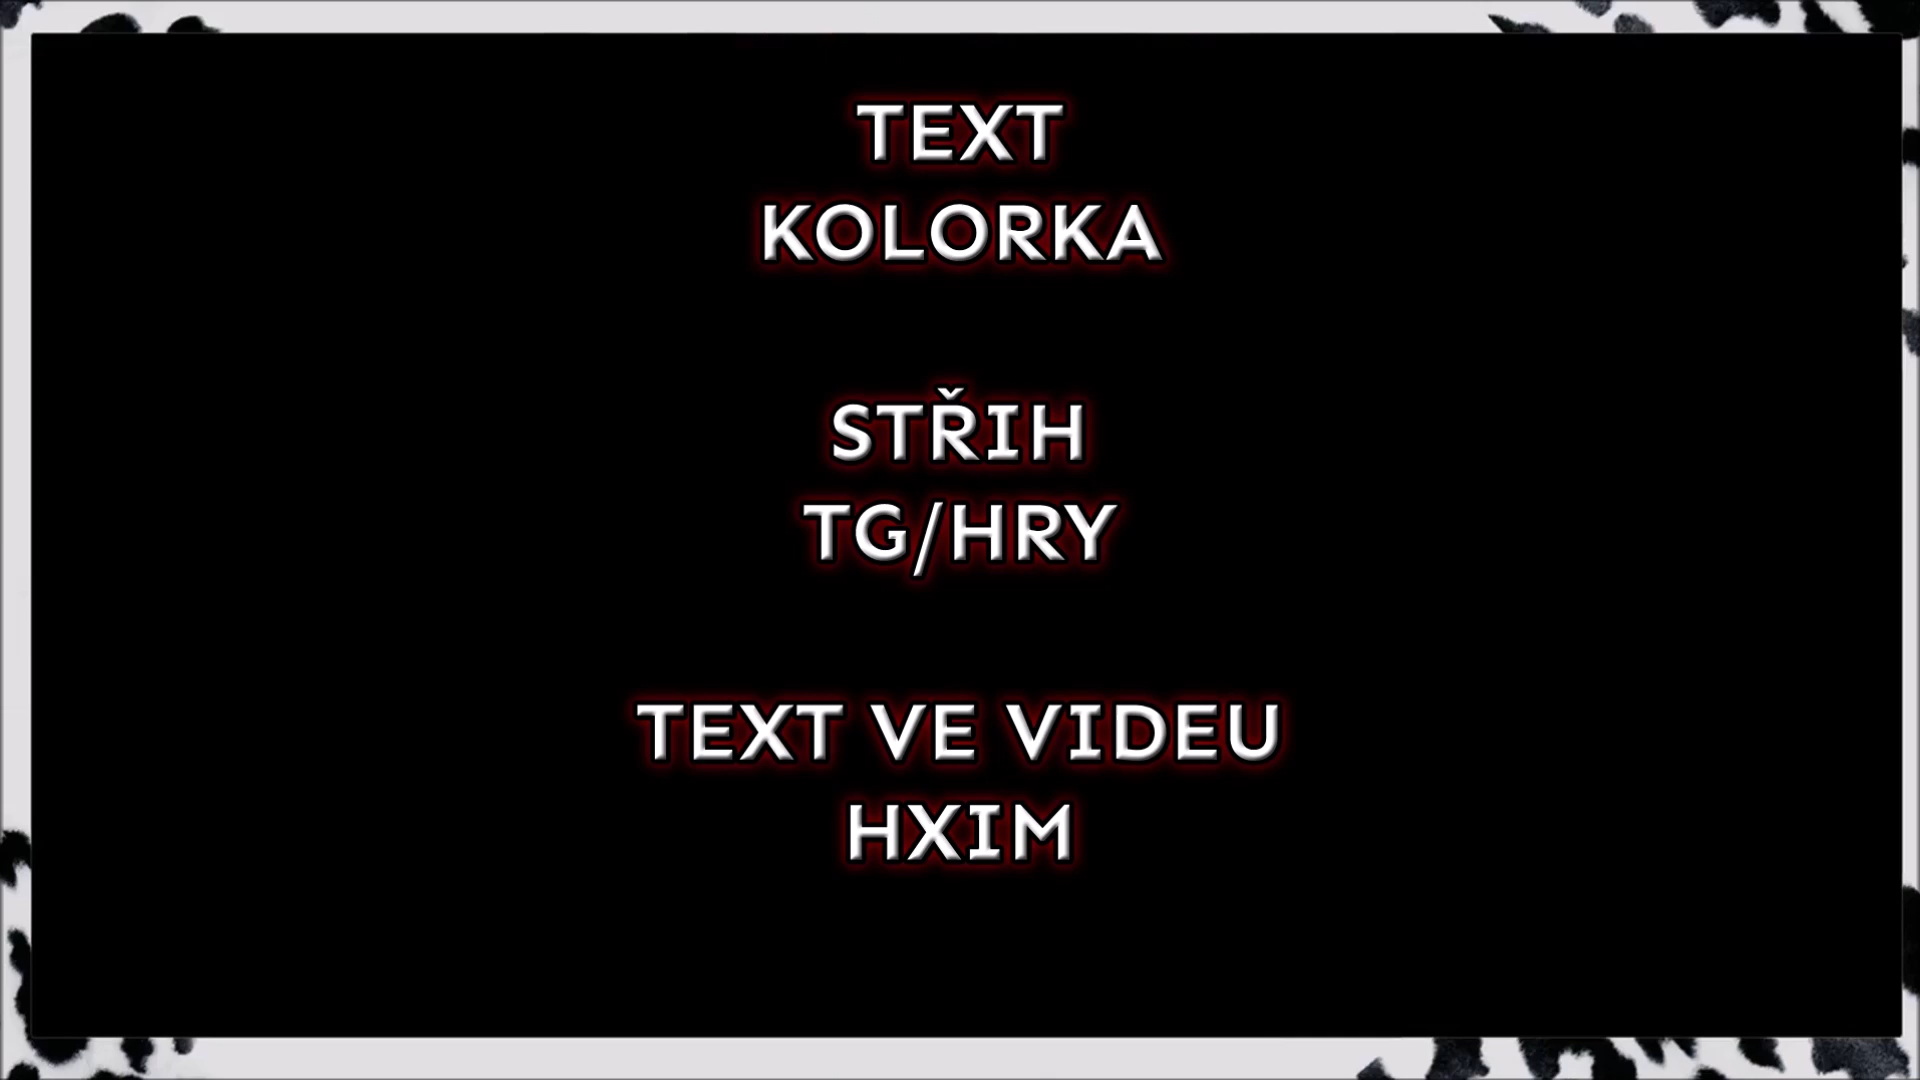 TEXT
KOLORKA
STŘIH
TG/HRY
TEXT VE VIDEU
HXIM